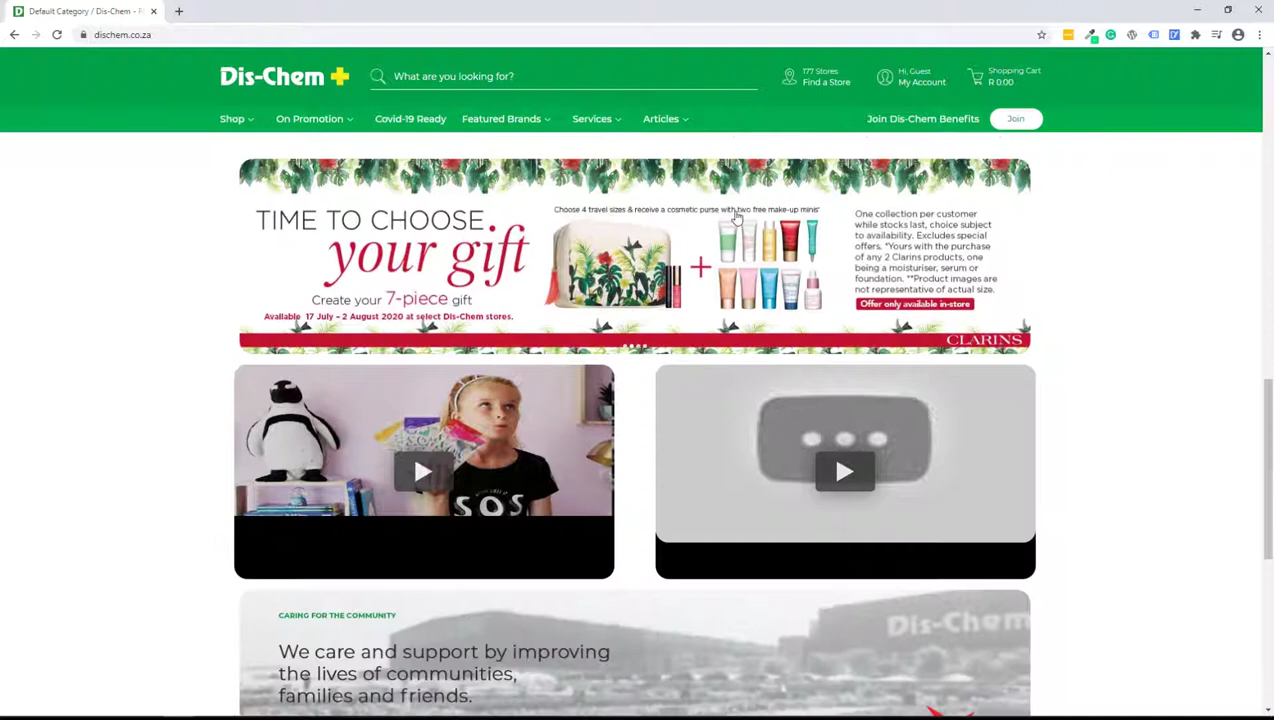 Default Category / Dis-Chem - P
dischem.co.za
Dis-Chem
What are you looking for?
177 Stores
Find a Store
Hi, Guest
My Account
Shopping Cart
R 0.00
Shop
On Promotion
Covid-19 Ready
Featured Brands
Services
Articles
Join Dis-Chem Benefits
Join
TIME TO CHOOSE
your gift
Create your 7-piece gift
Available 17 July – 2 August 2020 at select Dis-Chem stores.
Choose 4 travel sizes & receive a cosmetic purse with two free make-up minis*
One collection per customer
while stocks last, choice subject
to availability. Excludes special
offers. *Yours with the purchase
of any 2 Clarins products, one
being a moisturiser, serum or
foundation. **Product images are
not representative of actual size.
Offer only available in-store
CLARINS
SOS
CARING FOR THE COMMUNITY
Dis-Chem
We care and support by improving
the lives of communities,
families and friends.